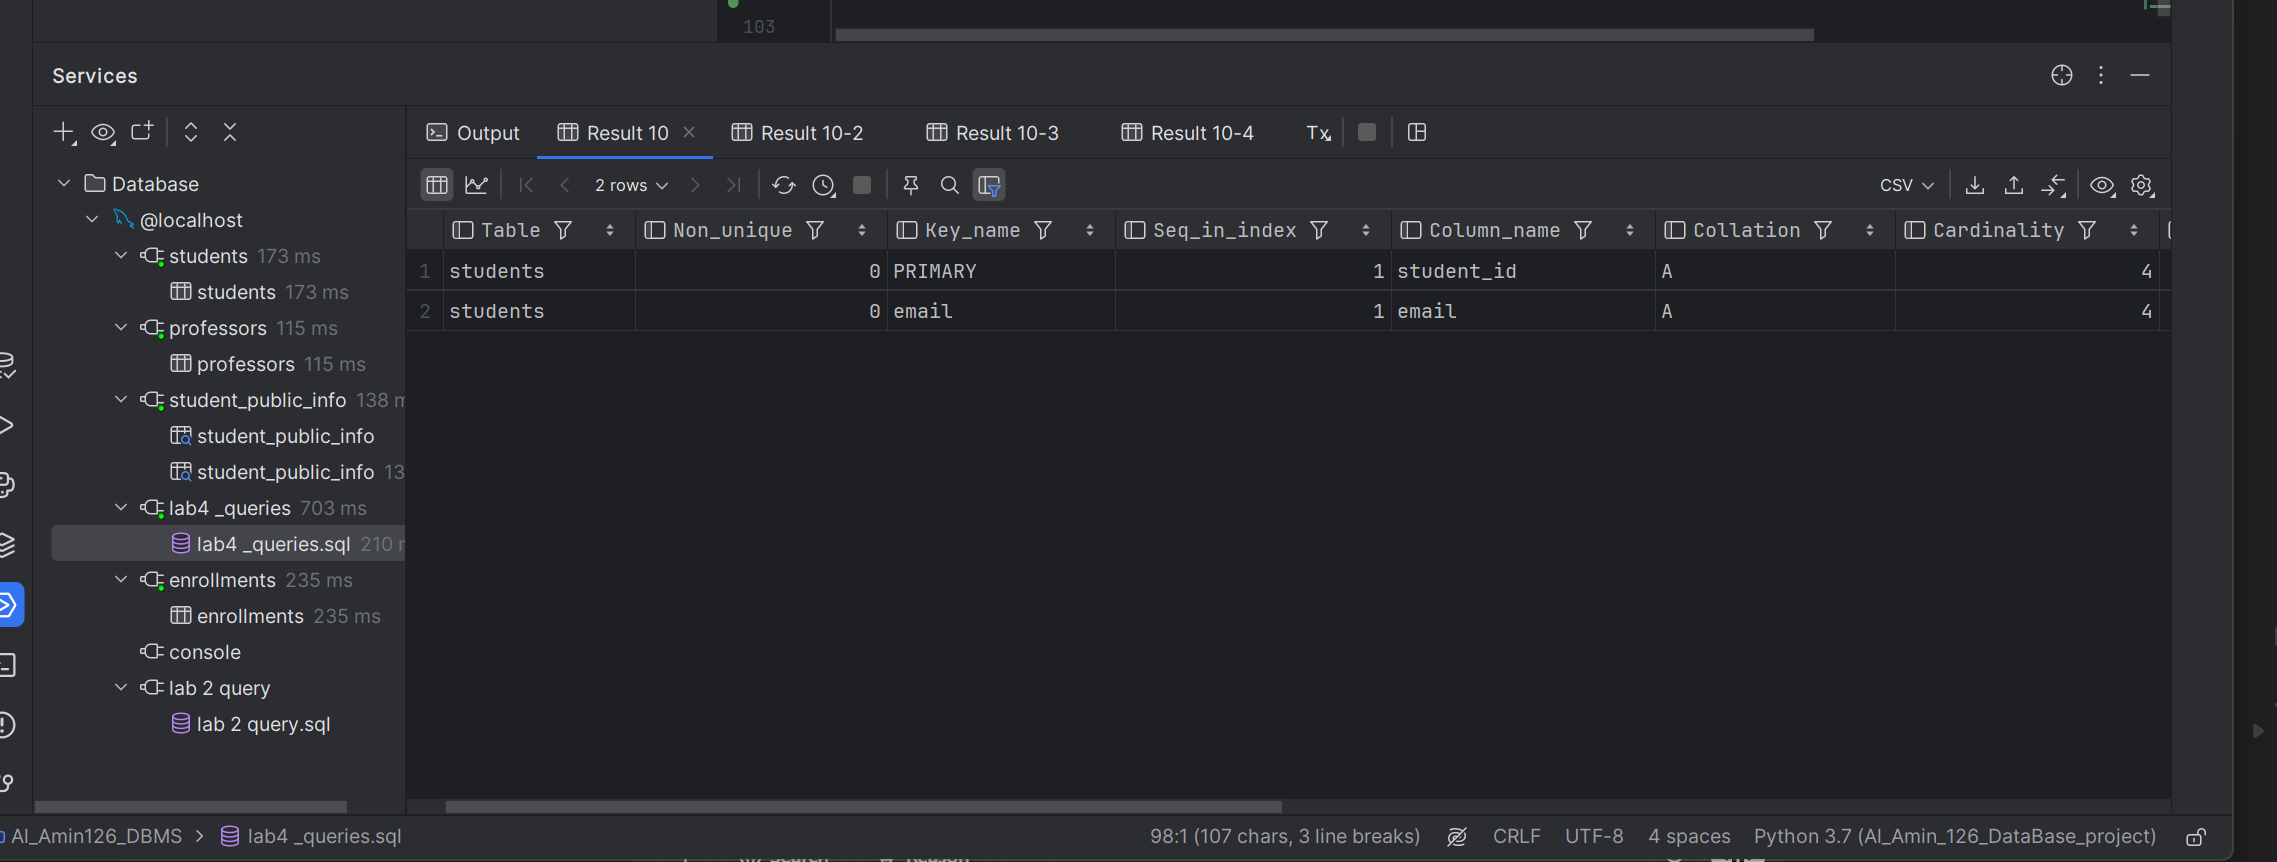 103
Services
Output Result 10 Result 10-2 Result 10-3 Result 10-4 Tx
2 rows CSV
Database
@localhost
students 173 ms
students 173 ms
professors 115 ms
professors 115 ms
student_public_info 138 m
student_public_info
student_public_info 13
lab4 _queries 703 ms
lab4 _queries.sql 210 r
enrollments 235 ms
enrollments 235 ms
console
lab 2 query
lab 2 query.sql
Table Non_unique Key_name Seq_in_index Column_name Collation Cardinality
1 students 0 PRIMARY 1 student_id A 4
2 students 0 email 1 email A 4
Al_Amin126_DBMS > lab4 _queries.sql 98:1 (107 chars, 3 line breaks) CRLF UTF-8 4 spaces Python 3.7 (Al_Amin_126_DataBase_project)